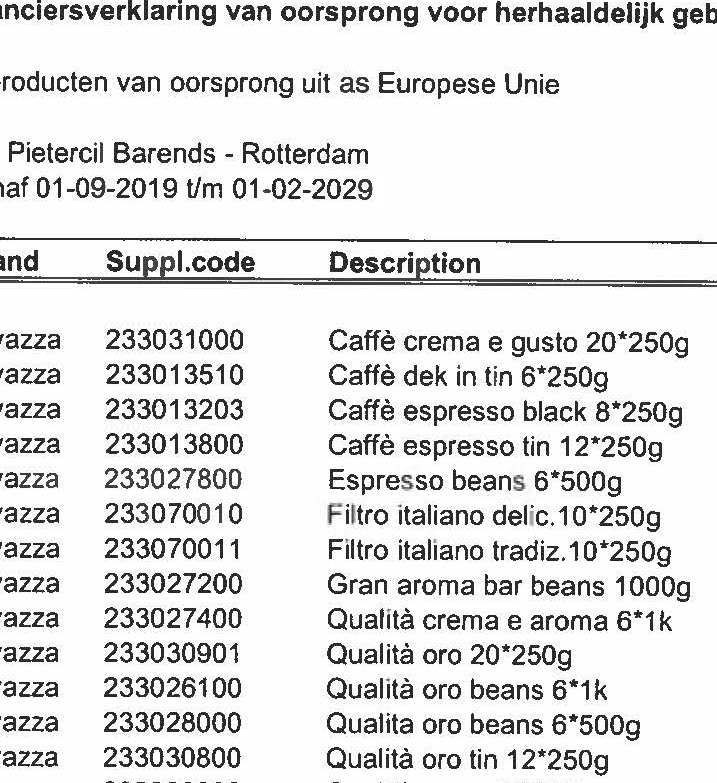 anciersverklaring van oorsprong voor herhaaldelijk geb
roducten van oorsprong uit as Europese Unie
Pietercil Barends - Rotterdam
naf 01-09-2019 t/m 01-02-2029
and Suppl.code Description
vazza 233031000 Caffè crema e gusto 20*250g
vazza 233013510 Caffè dek in tin 6*250g
vazza 233013203 Caffè espresso black 8*250g
vazza 233013800 Caffè espresso tin 12*250g
vazza 233027800 Espresso beans 6*500g
vazza 233070010 Filtro italiano delic.10*250g
vazza 233070011 Filtro italiano tradiz.10*250g
vazza 233027200 Gran aroma bar beans 1000g
vazza 233027400 Qualità crema e aroma 6*1k
vazza 233030901 Qualità oro 20*250g
vazza 233026100 Qualità oro beans 6*1k
vazza 233028000 Qualita oro beans 6*500g
vazza 233030800 Qualità oro tin 12*250g